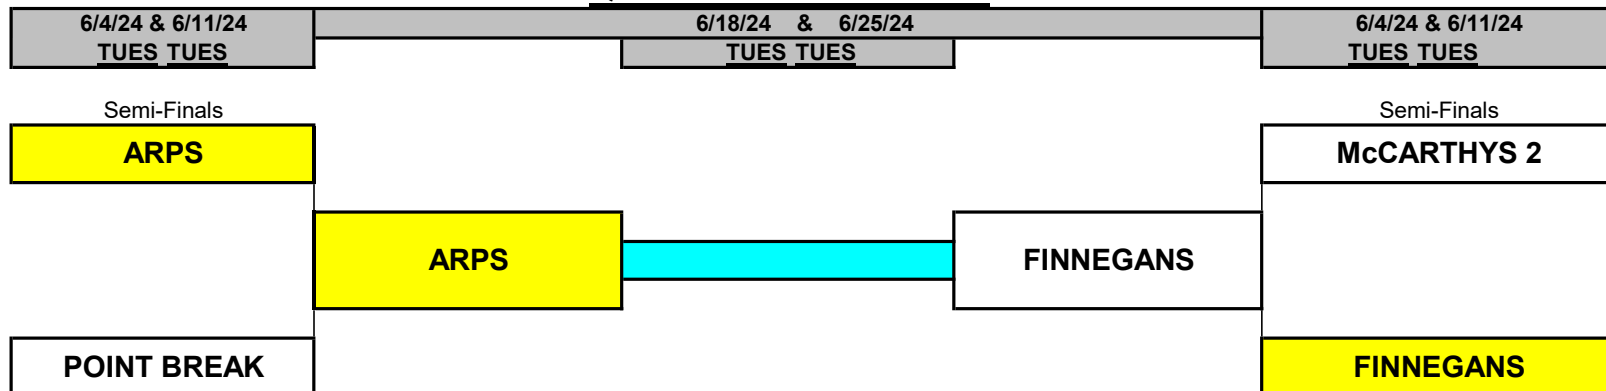 6/4/24 & 6/11/24
TUES TUES
6/18/24 & 6/25/24
TUES TUES
6/4/24 & 6/11/24
TUES TUES
Semi-Finals
Semi-Finals
ARPS
McCARTHYS 2
ARPS
FINNEGANS
POINT BREAK
FINNEGANS